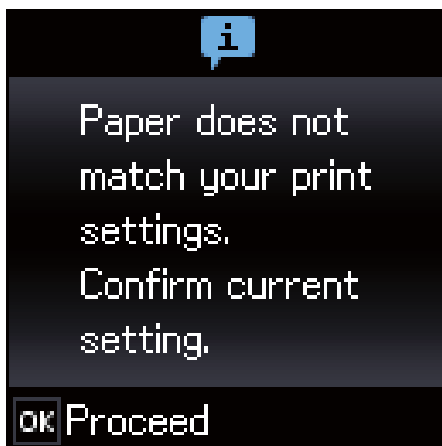 i
Paper does not
match your print
settings.
Confirm current
setting.
OK Proceed